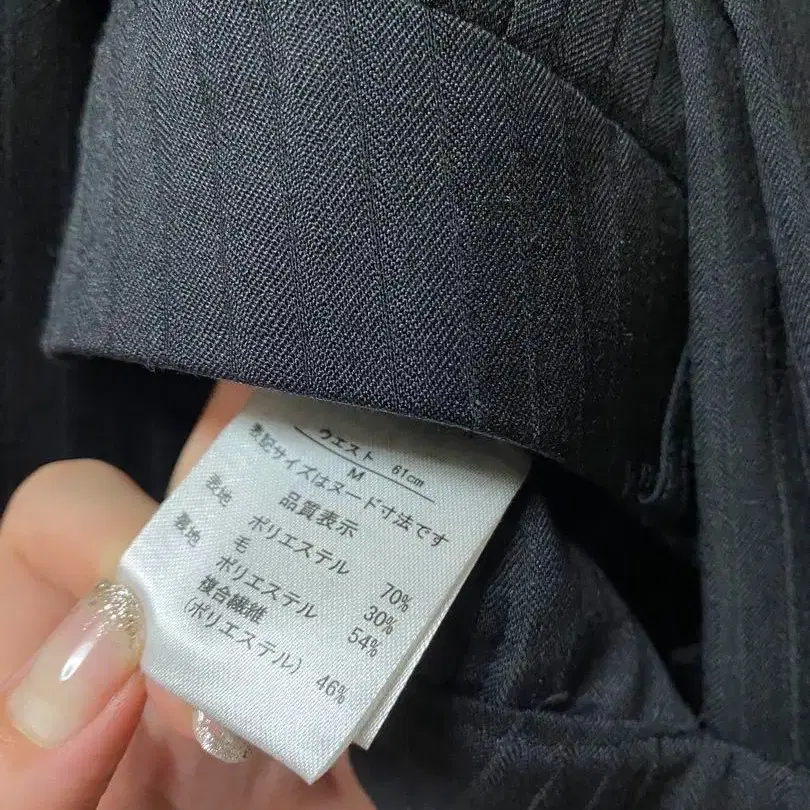 ウエスト 61cm
M
表記サイズはヌード寸法です
品質表示
表地 ポリエステル 70%
毛 30%
表地 ポリエステル 54%
複合繊維
(ポリエステル) 46%